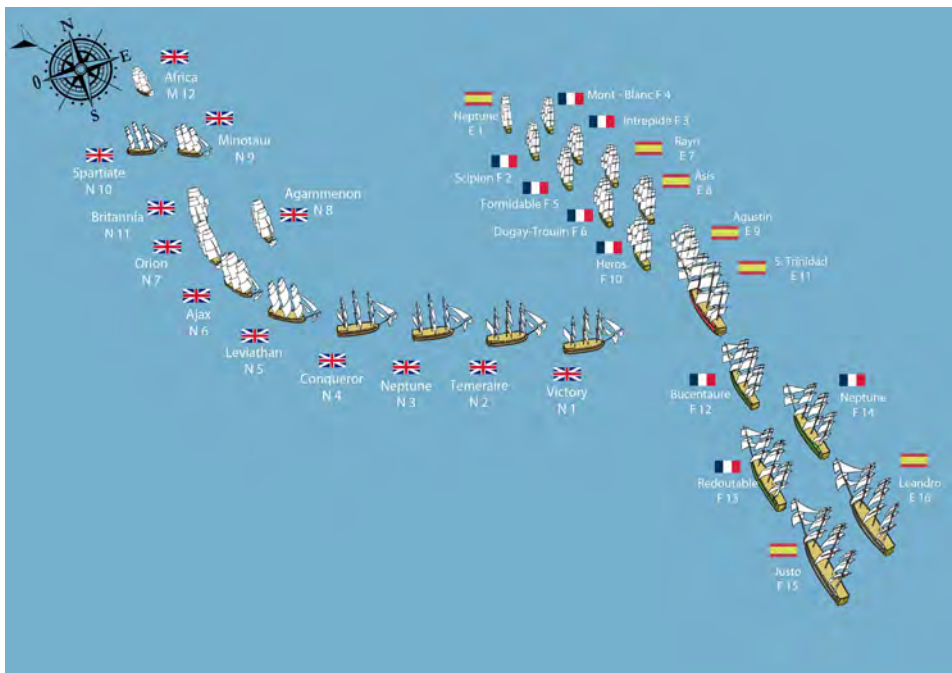 N
E
S
O
Africa
M 12
Minotaur
N 9
Spartiate
N 10
Britannia
N 11
Agammenon
N 8
Orion
N 7
Ajax
N 6
Leviathan
N 5
Conqueror
N 4
Neptune
N 3
Temeraire
N 2
Victory
N 1
Neptune
E 1
Mont - Blanc F 4
Intrepide F 3
Scipion F 2
Rayn
E 7
Formidable F 5
Asis
E 8
Dugay-Trouin F 6
Heros
F 10
Agustin
E 9
S. Trinidad
E 11
Bucentaure
F 12
Neptune
F 14
Redoutable
F 13
Leandro
E 16
Justo
F 15